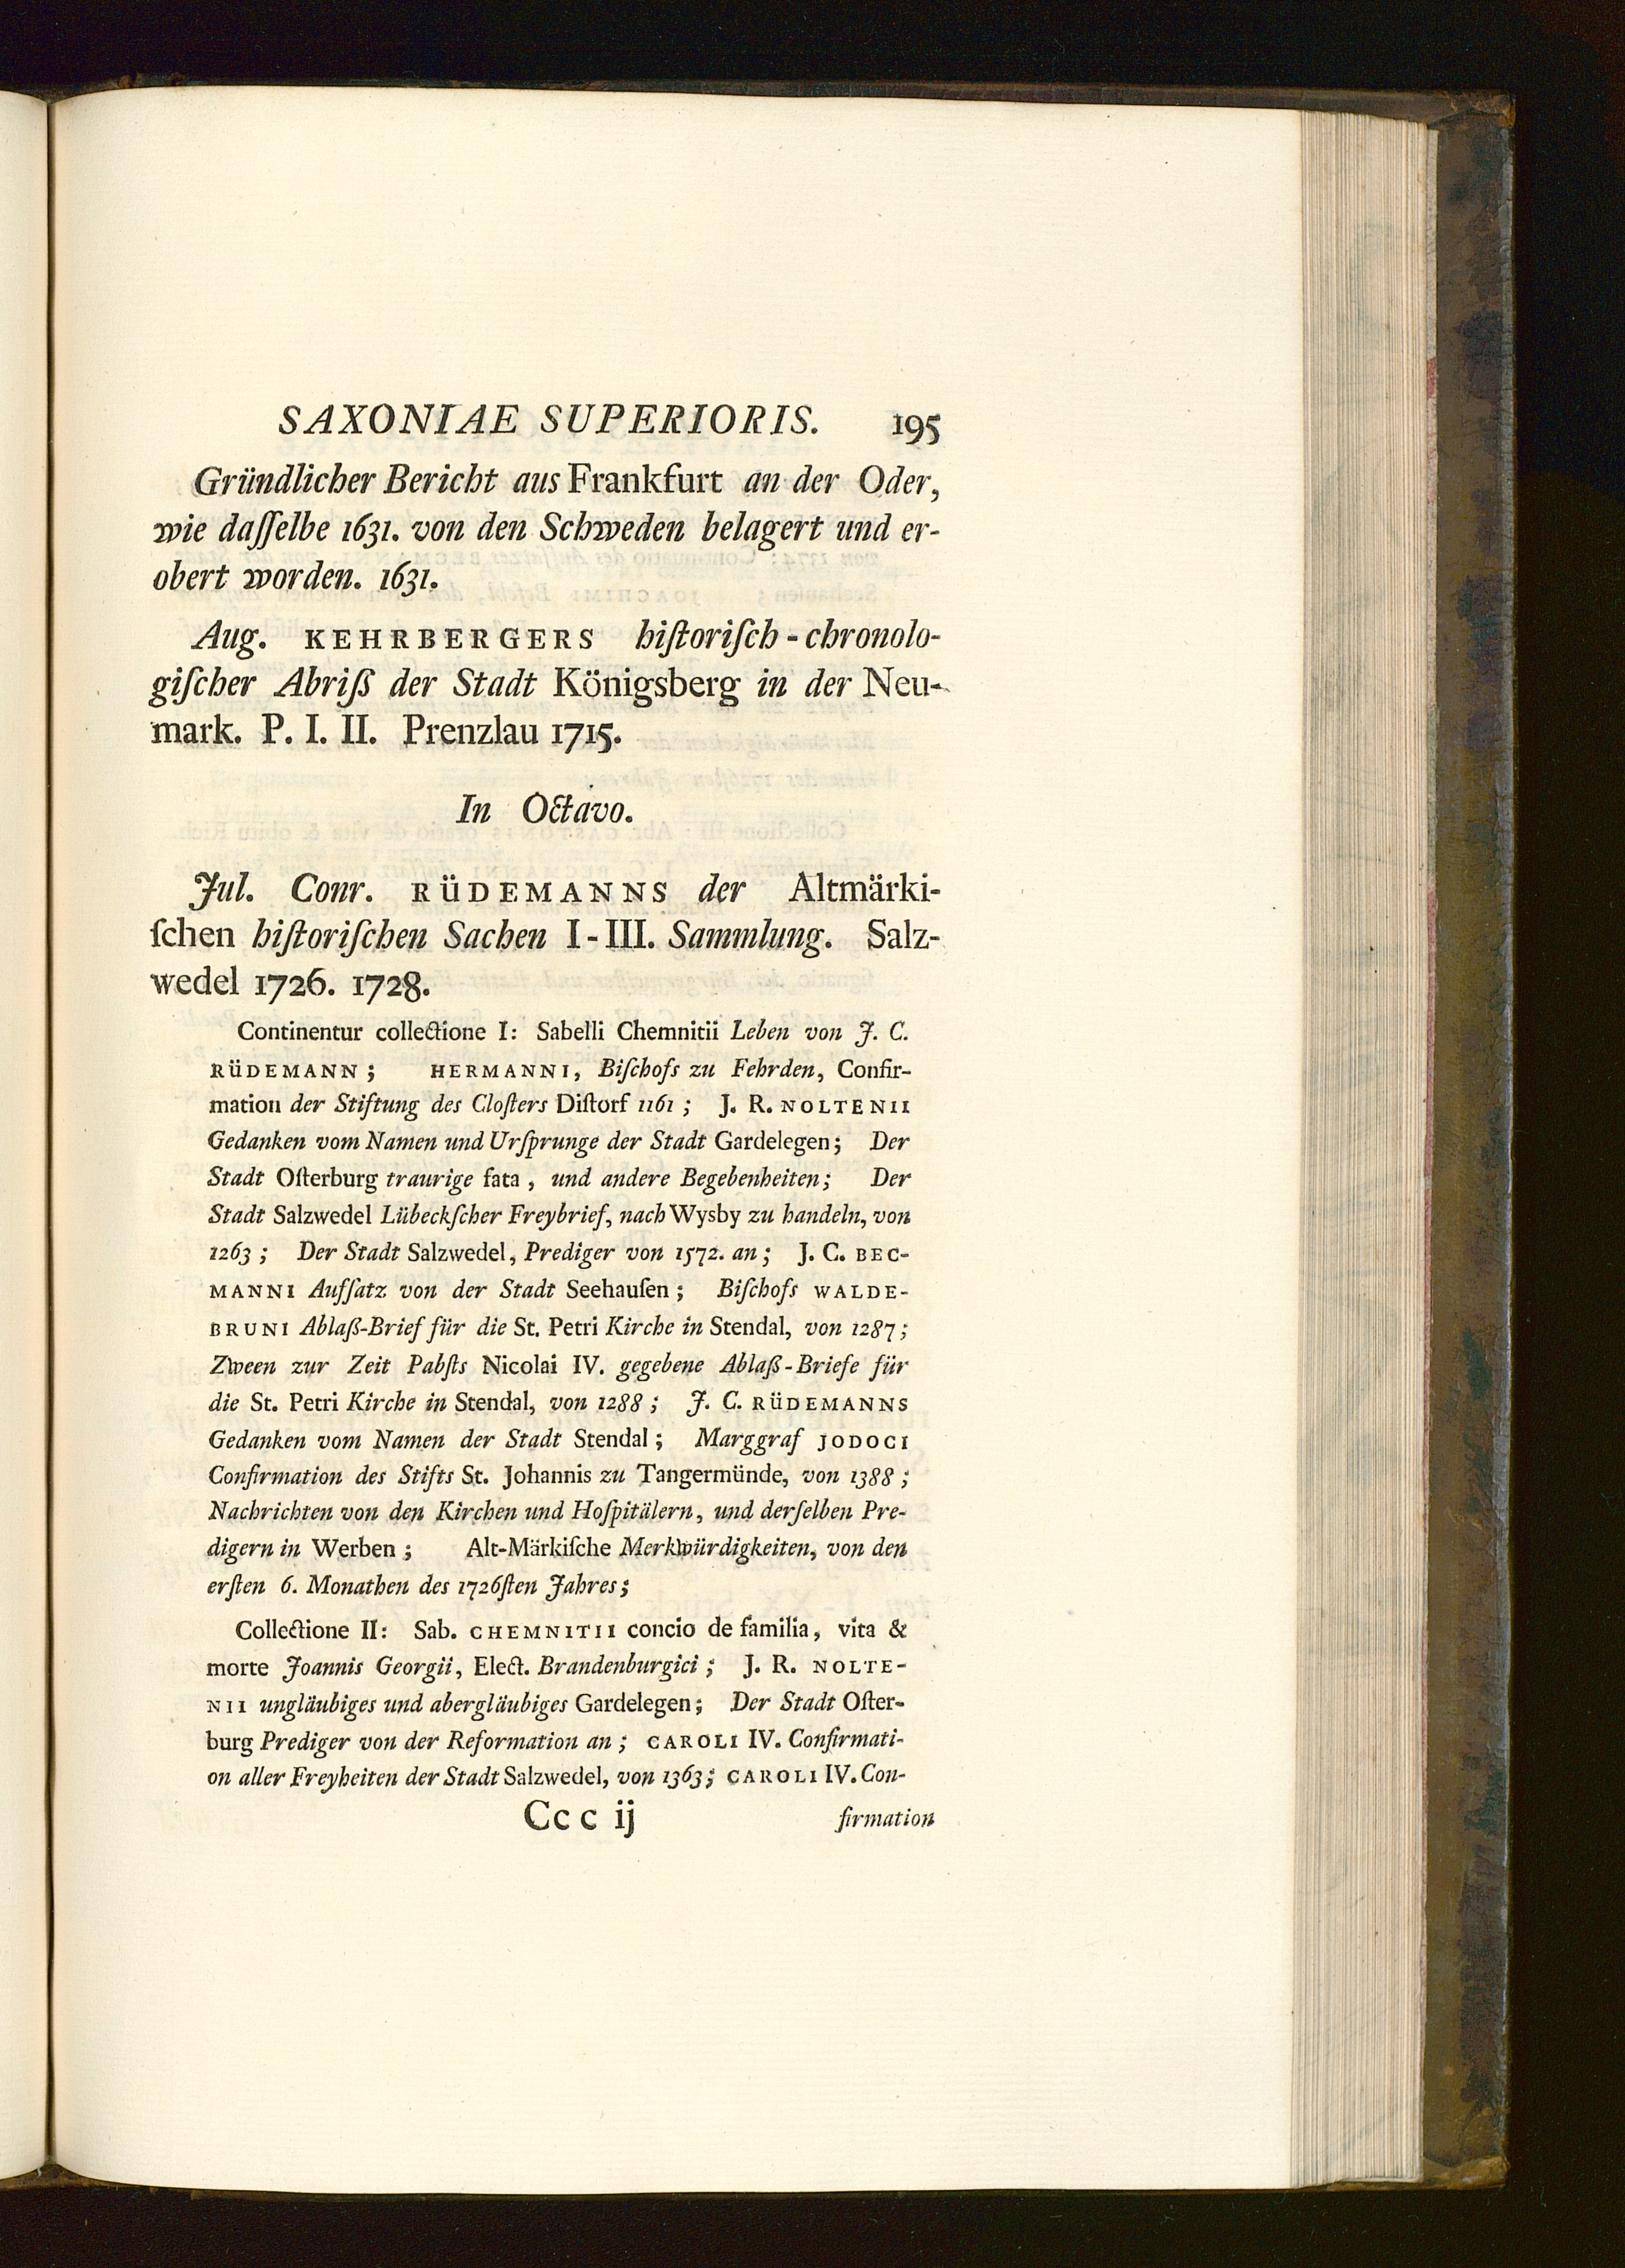 SAXONIAE SUPERIORIS. 195
Gründlicher Bericht aus Frankfurt an der Oder,
wie daſſelbe 1631. von den Schweden belagert und er-
obert worden. 1631.
Aug. KEHRBERGERS hiſtoriſch-chronolo-
giſcher Abriß der Stadt Königsberg in der Neu-
mark. P. I. II. Prenzlau 1715.
In Octavo.
Jul. Conr. RÜDEMANNS der Altmärki-
ſchen hiſtoriſchen Sachen I-III. Sammlung. Salz-
wedel 1726. 1728.
Continentur collectione I: Sabelli Chemnitii Leben von J. C.
RÜDEMANN; HERMANNI, Biſchofs zu Fehrden, Confir-
mation der Stiftung des Cloſters Diſtorf 1161; J. R. NOLTENII
Gedanken vom Namen und Urſprunge der Stadt Gardelegen; Der
Stadt Oſterburg traurige fata, und andere Begebenheiten; Der
Stadt Salzwedel Lübeckſcher Freybrief, nach Wysby zu handeln, von
1263; Der Stadt Salzwedel, Prediger von 1572. an; J. C. BEC-
MANNI Aufſatz von der Stadt Seehauſen; Biſchofs WALDE-
BRUNI Ablaß-Brief für die St. Petri Kirche in Stendal, von 1287;
Zween zur Zeit Pabſts Nicolai IV. gegebene Ablaß-Briefe für
die St. Petri Kirche in Stendal, von 1288; J. C. RÜDEMANNS
Gedanken vom Namen der Stadt Stendal; Marggraf JODOCI
Confirmation des Stifts St. Johannis zu Tangermünde, von 1388;
Nachrichten von den Kirchen und Hoſpitälern, und derſelben Pre-
digern in Werben; Alt-Märkiſche Merkwürdigkeiten, von den
erſten 6. Monathen des 1726ſten Jahres;
Collectione II: Sab. CHEMNITII concio de familia, vita &
morte Joannis Georgii, Elect. Brandenburgici; J. R. NOLTE-
NII ungläubiges und abergläubiges Gardelegen; Der Stadt Oſter-
burg Prediger von der Reformation an; CAROLI IV. Confirmati-
on aller Freyheiten der Stadt Salzwedel, von 1363; CAROLI IV. Con-
Cc c ij firmation